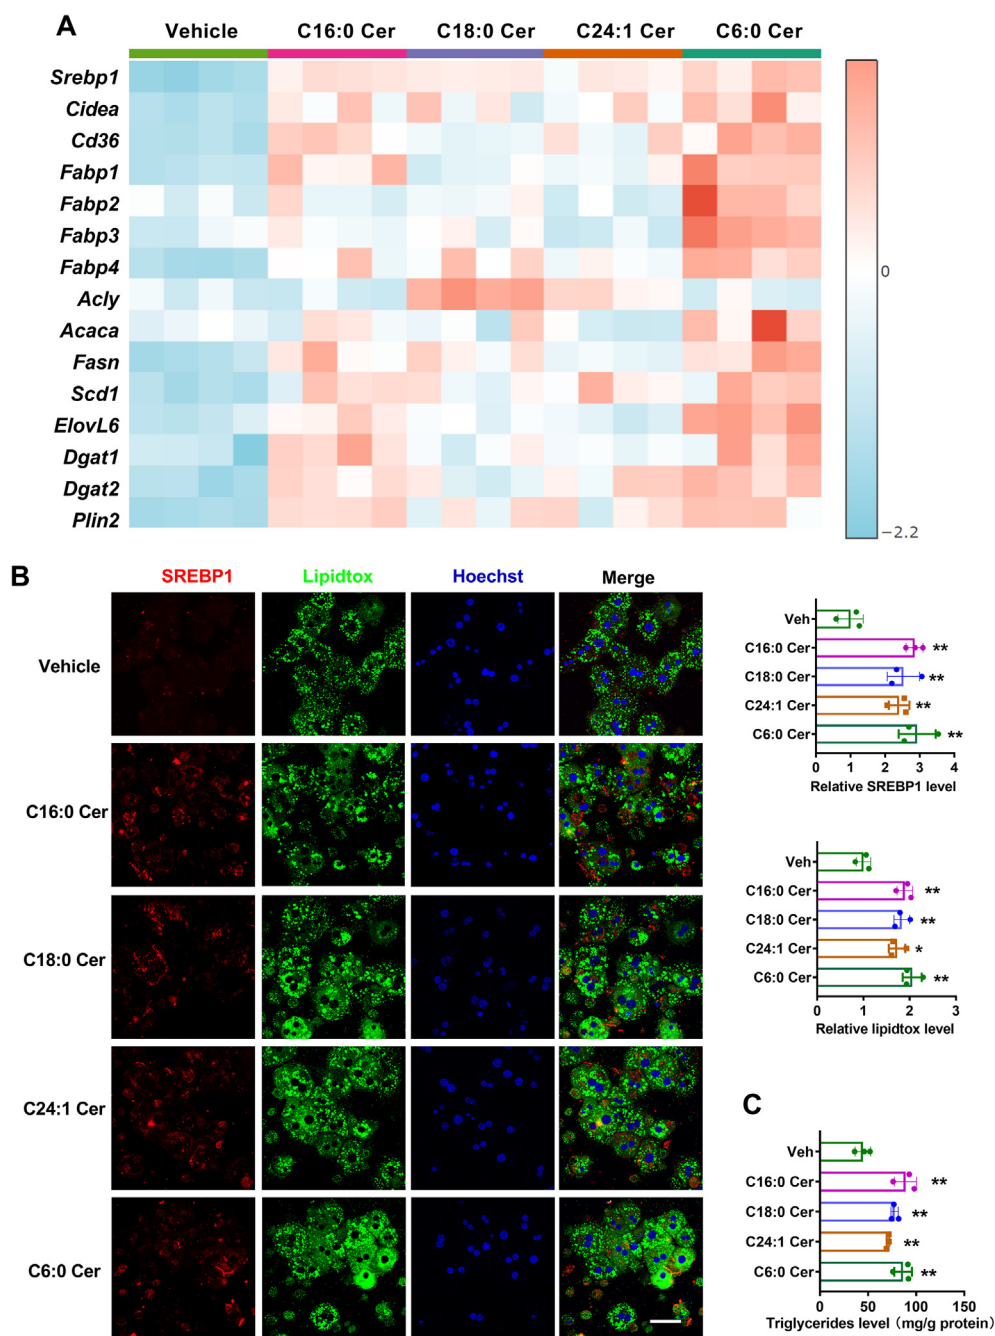 A
Vehicle C16:0 Cer C18:0 Cer C24:1 Cer C6:0 Cer
Srebp1
Cidea
Cd36
Fabp1
Fabp2
Fabp3
Fabp4
Acly
Acaca
Fasn
Scd1
ElovL6
Dgat1
Dgat2
Plin2
0
−2.2
B
SREBP1 Lipidtox Hoechst Merge
Vehicle
C16:0 Cer
C18:0 Cer
C24:1 Cer
C6:0 Cer
Veh
C16:0 Cer **
C18:0 Cer **
C24:1 Cer **
C6:0 Cer **
0 1 2 3 4
Relative SREBP1 level
Veh
C16:0 Cer **
C18:0 Cer **
C24:1 Cer *
C6:0 Cer **
0 1 2 3
Relative lipidtox level
C
Veh
C16:0 Cer **
C18:0 Cer **
C24:1 Cer **
C6:0 Cer **
0 50 100 150
Triglycerides level (mg/g protein)